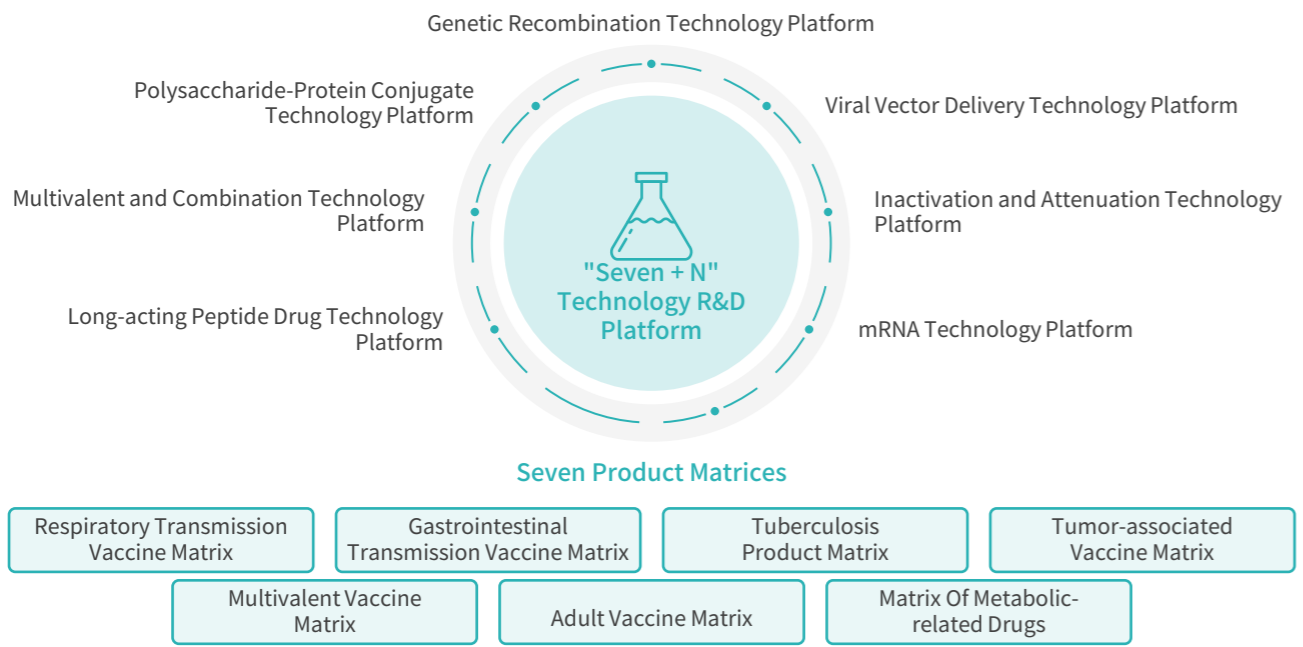 Genetic Recombination Technology Platform
Polysaccharide-Protein Conjugate
Technology Platform
Viral Vector Delivery Technology Platform
Multivalent and Combination Technology
Platform
Inactivation and Attenuation Technology
Platform
Long-acting Peptide Drug Technology
Platform
mRNA Technology Platform
"Seven + N"
Technology R&D
Platform
Seven Product Matrices
Respiratory Transmission
Vaccine Matrix
Gastrointestinal
Transmission Vaccine Matrix
Tuberculosis
Product Matrix
Tumor-associated
Vaccine Matrix
Multivalent Vaccine
Matrix
Adult Vaccine Matrix
Matrix Of Metabolic-
related Drugs